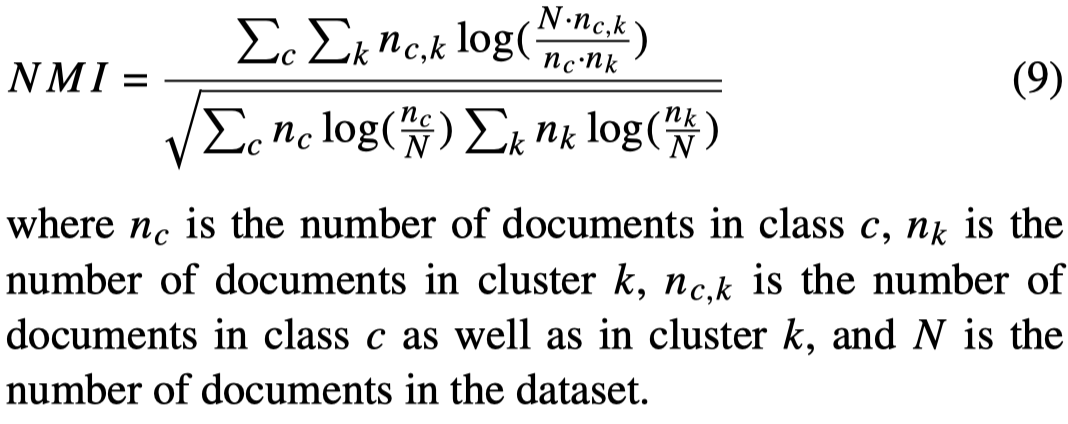 NMI = \frac{\sum_c \sum_k n_{c,k} \log(\frac{N \cdot n_{c,k}}{n_c \cdot n_k})}{\sqrt{\sum_c n_c \log(\frac{n_c}{N}) \sum_k n_k \log(\frac{n_k}{N})}} (9)
where n_c is the number of documents in class c, n_k is the
number of documents in cluster k, n_{c,k} is the number of
documents in class c as well as in cluster k, and N is the
number of documents in the dataset.